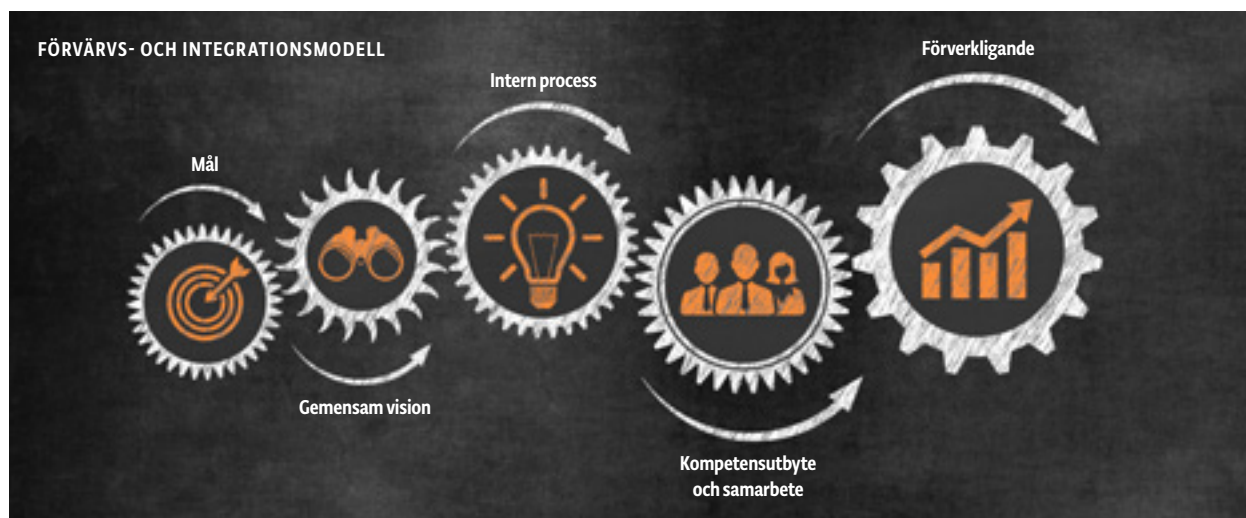 FÖRVÄRVS- OCH INTEGRATIONSMODELL
Mål
Gemensam vision
Intern process
Kompetensutbyte
och samarbete
Förverkligande